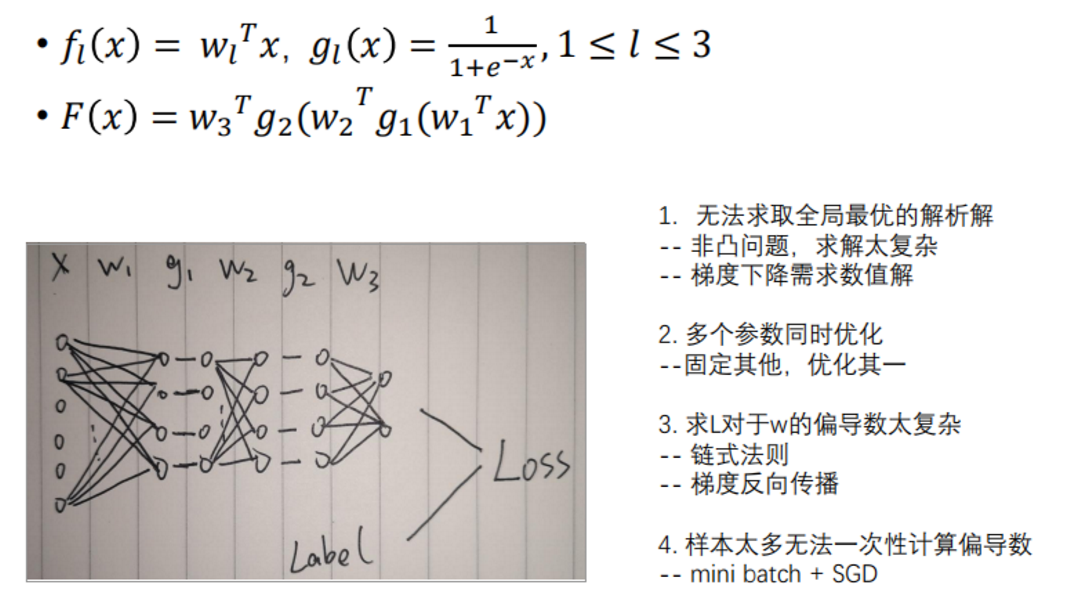 • f_l(x) = w_l^T x, g_l(x) = 1/(1+e^{-x}), 1 ≤ l ≤ 3
• F(x) = w_3^T g_2(w_2^T g_1(w_1^T x))
X W1 g1 W2 g2 W3
Loss
Label
1. 无法求取全局最优的解析解
-- 非凸问题，求解太复杂
-- 梯度下降需求数值解
2. 多个参数同时优化
--固定其他，优化其一
3. 求L对于w的偏导数太复杂
-- 链式法则
-- 梯度反向传播
4. 样本太多无法一次性计算偏导数
-- mini batch + SGD